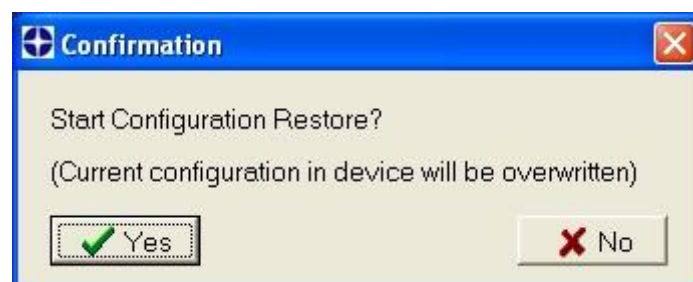 Confirmation
Start Configuration Restore?
(Current configuration in device will be overwritten)
Yes
No